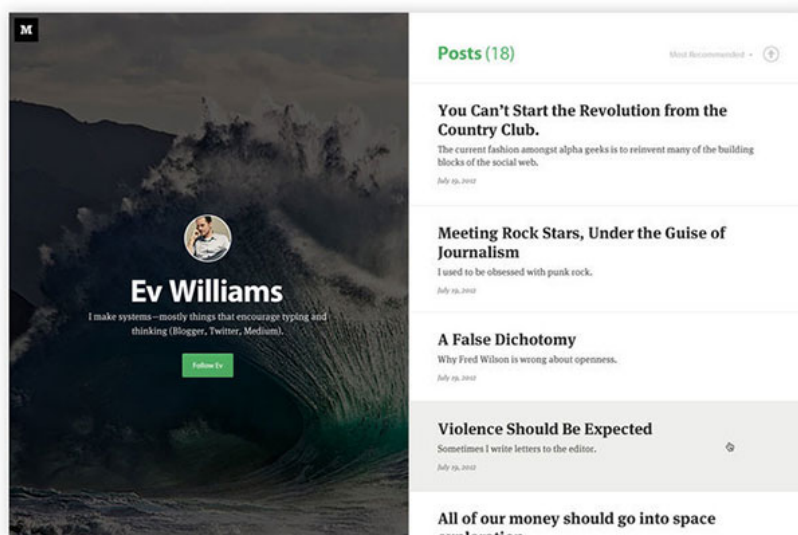 M
Ev Williams
I make systems—mostly things that encourage typing and
thinking (Blogger, Twitter, Medium).
Follow Ev
Posts (18)
Most Recommended
You Can't Start the Revolution from the
Country Club.
The current fashion amongst alpha geeks is to reinvent many of the building
blocks of the social web.
July 19, 2012
Meeting Rock Stars, Under the Guise of
Journalism
I used to be obsessed with punk rock.
July 19, 2012
A False Dichotomy
Why Fred Wilson is wrong about openness.
July 19, 2012
Violence Should Be Expected
Sometimes I write letters to the editor.
July 19, 2012
All of our money should go into space
exploration